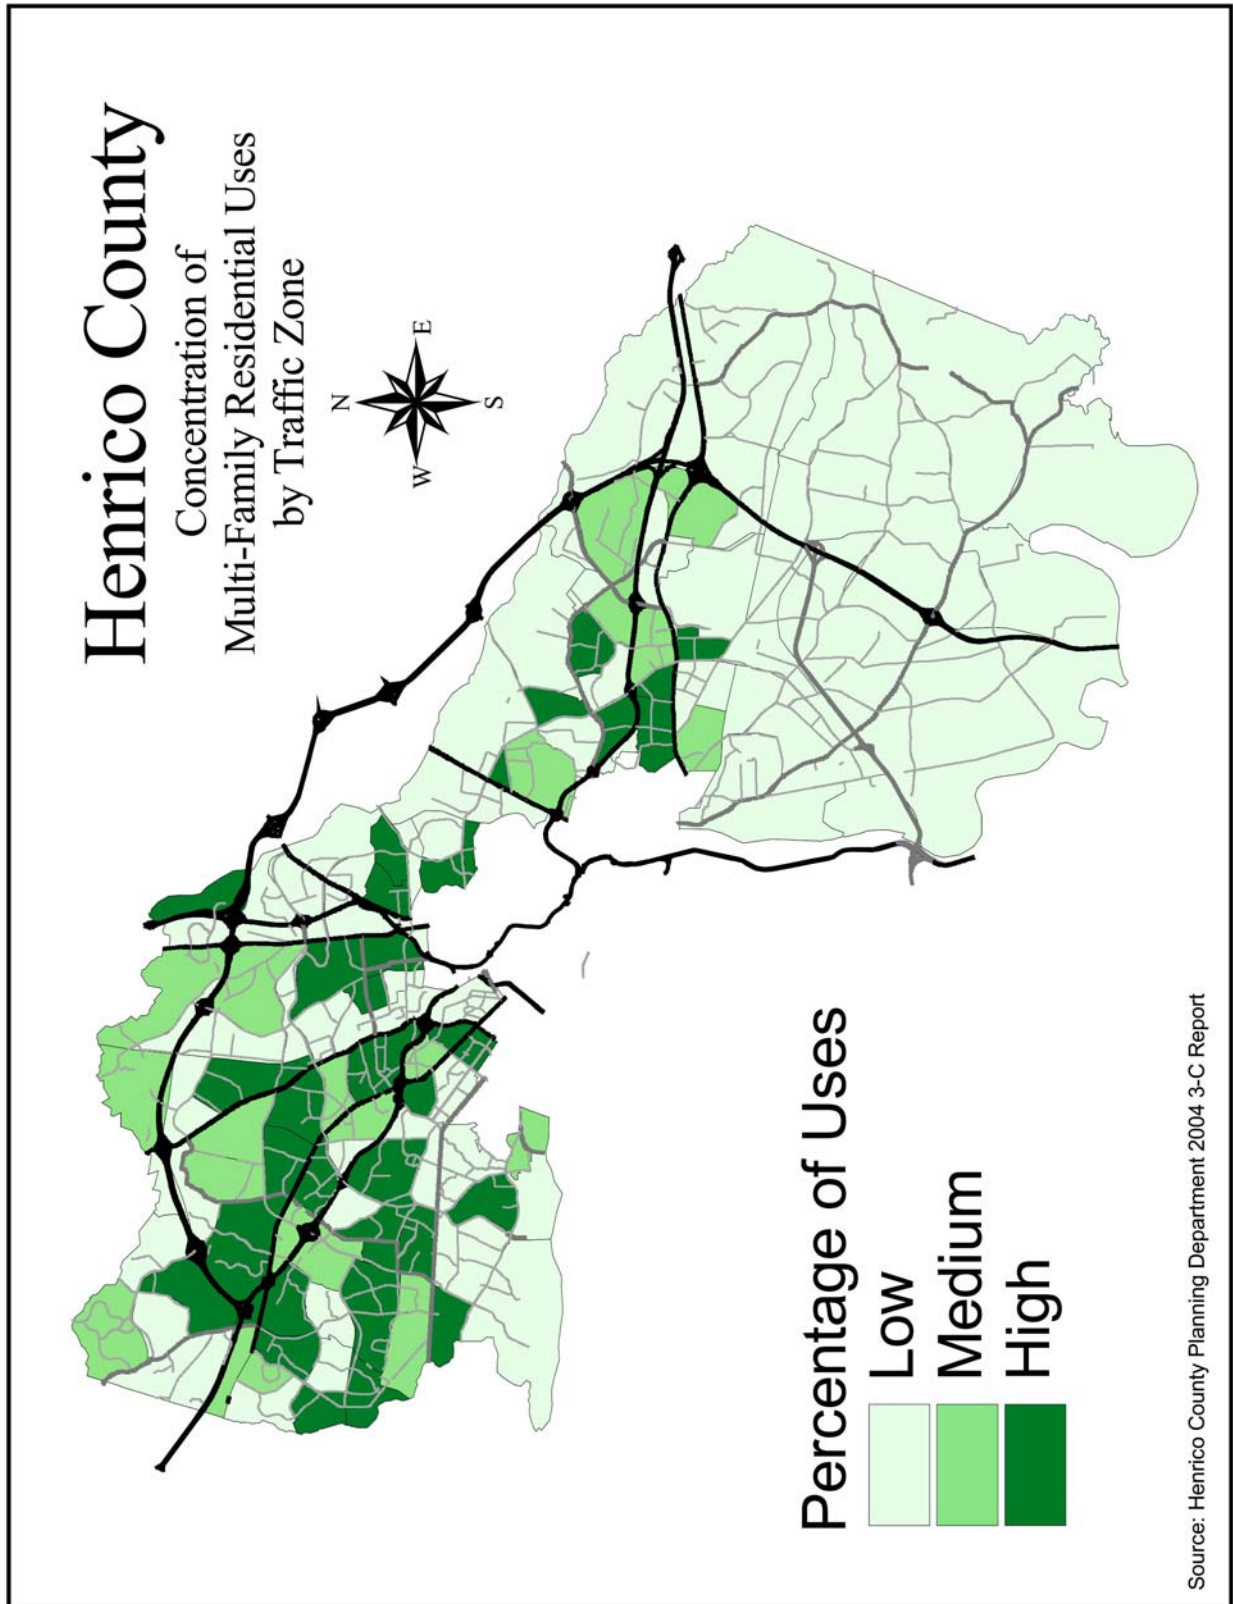 Henrico County
Concentration of
Multi-Family Residential Uses
by Traffic Zone
N
W
E
S
Percentage of Uses
Low
Medium
High
Source: Henrico County Planning Department 2004 3-C Report